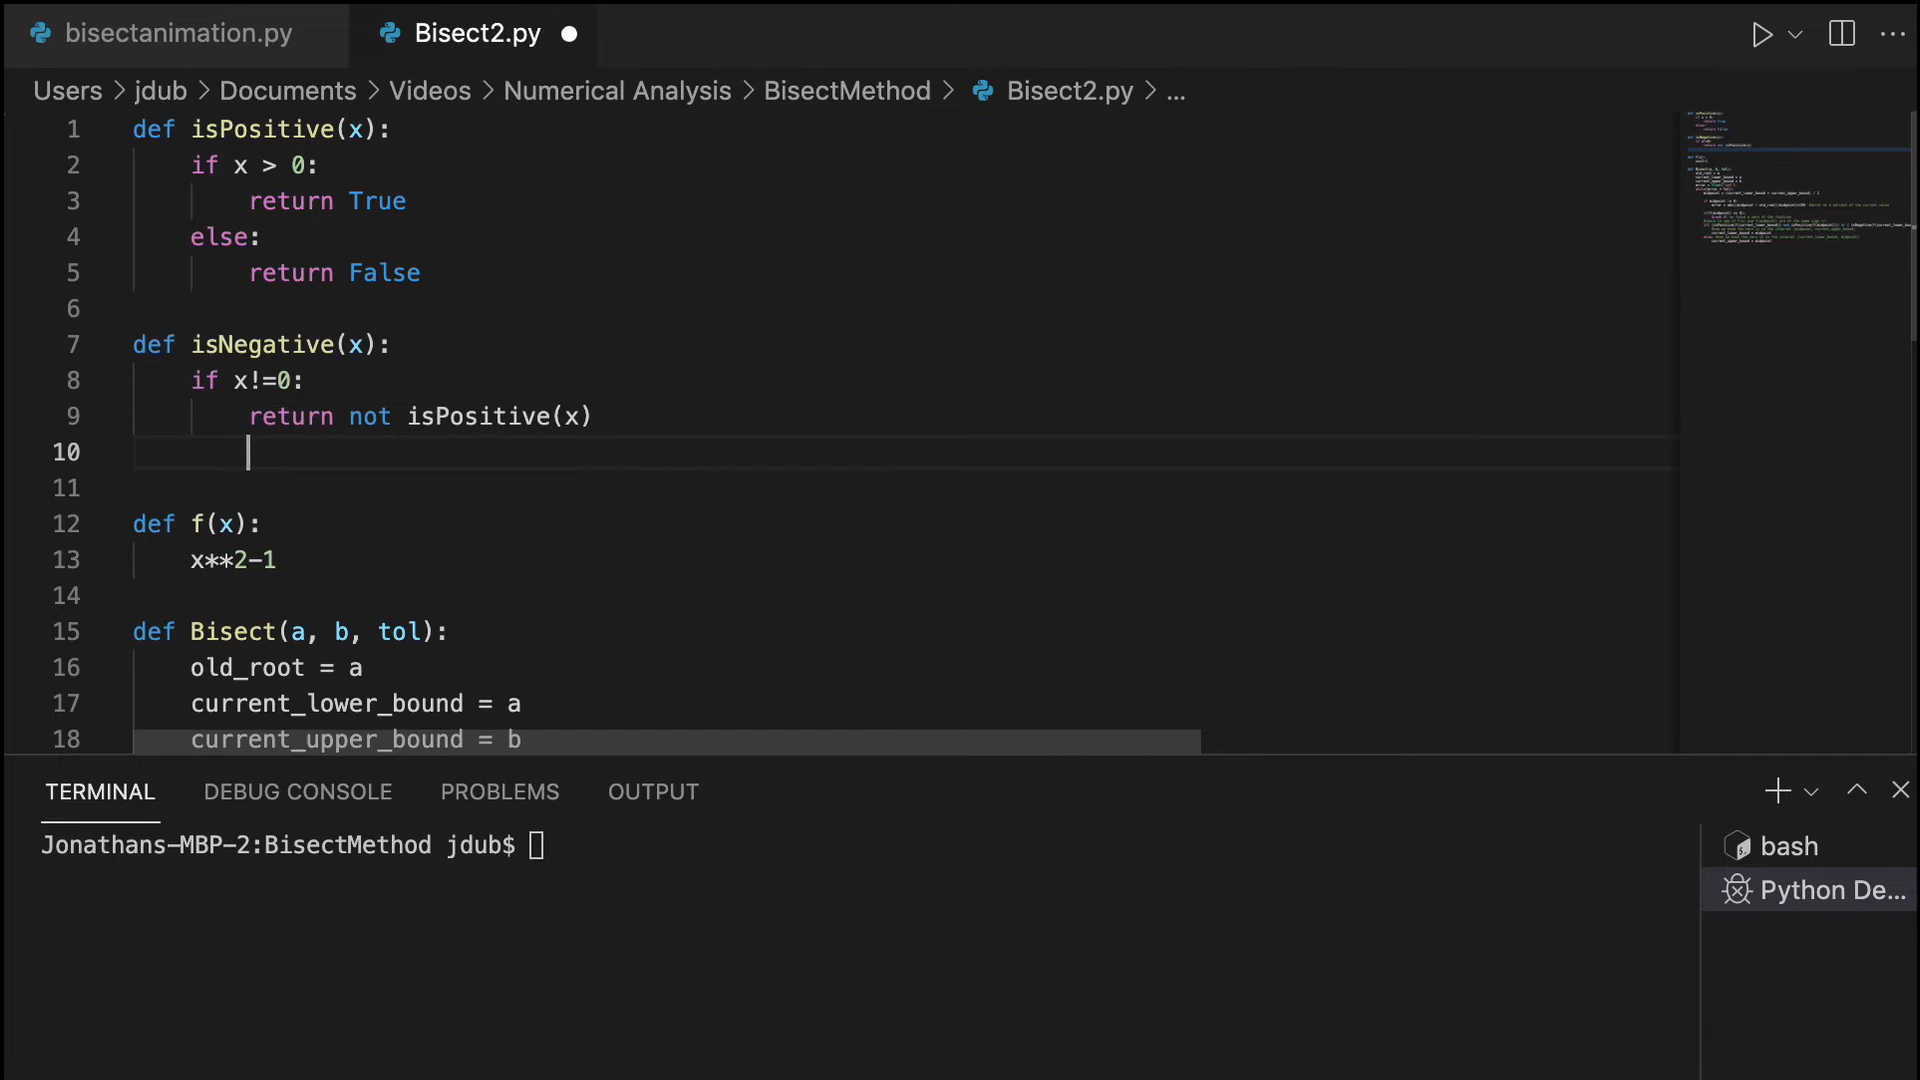 bisectanimation.py
Bisect2.py
Users > jdub > Documents > Videos > Numerical Analysis > BisectMethod > Bisect2.py > ...
1 def isPositive(x):
2     if x > 0:
3         return True
4     else:
5         return False
6
7 def isNegative(x):
8     if x!=0:
9         return not isPositive(x)
10
11
12 def f(x):
13     x**2-1
14
15 def Bisect(a, b, tol):
16     old_root = a
17     current_lower_bound = a
18     current_upper_bound = b
TERMINAL DEBUG CONSOLE PROBLEMS OUTPUT
Jonathans-MBP-2:BisectMethod jdub$
bash
Python De...